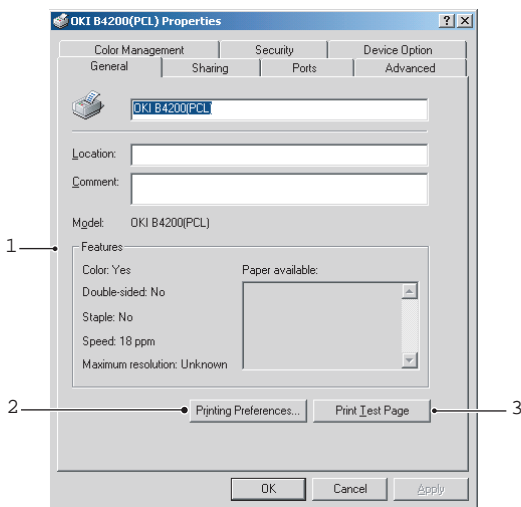 OKI B4200(PCL) Properties
? X
Color Management Security Device Option
General Sharing Ports Advanced
OKI B4200(PCL)
Location:
Comment:
Model: OKI B4200(PCL)
1
Features
Color: Yes Paper available:
Double-sided: No
Staple: No
Speed: 18 ppm
Maximum resolution: Unknown
2 Printing Preferences... Print Test Page 3
OK Cancel Apply